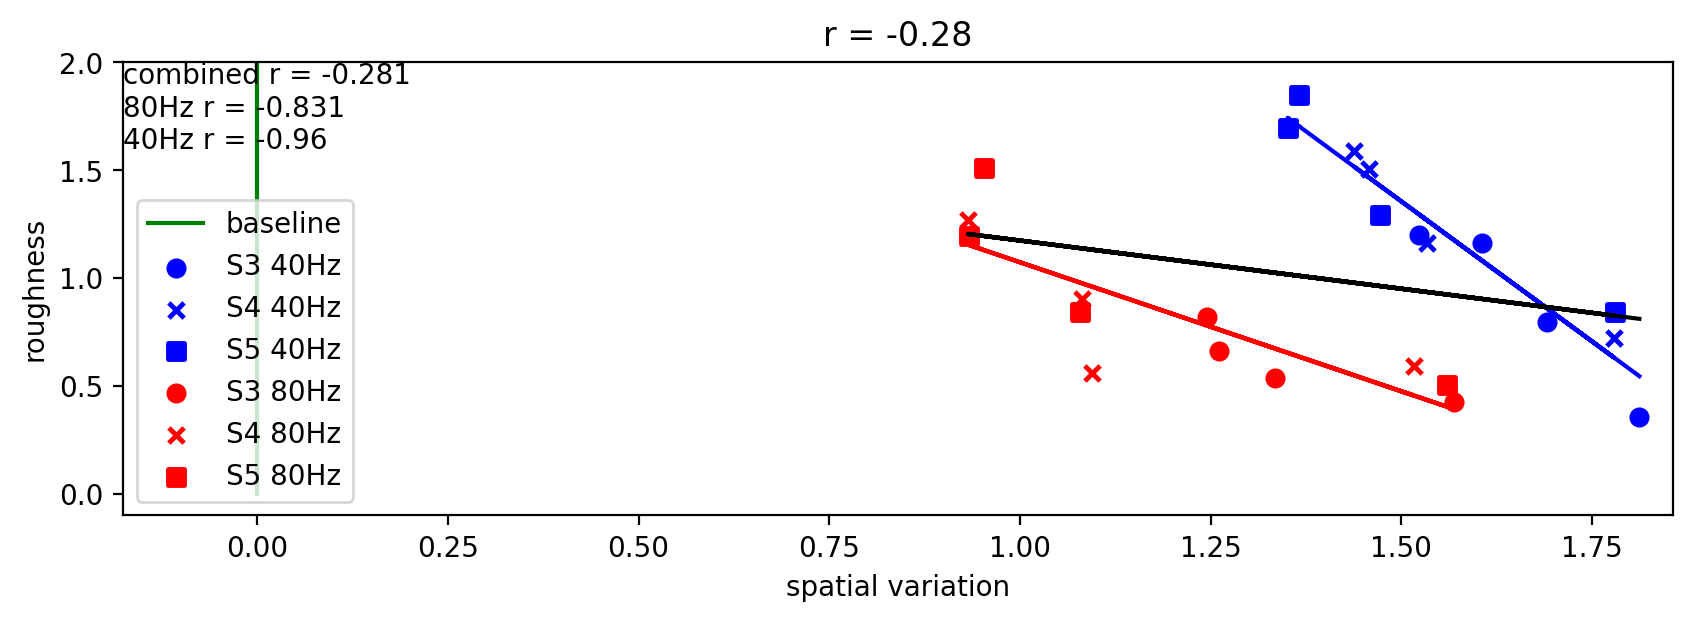 r = -0.28
combined r = -0.281
80Hz r = -0.831
40Hz r = -0.96
2.0
1.5
1.0
0.5
0.0
roughness
baseline
S3 40Hz
S4 40Hz
S5 40Hz
S3 80Hz
S4 80Hz
S5 80Hz
0.00 0.25 0.50 0.75 1.00 1.25 1.50 1.75
spatial variation